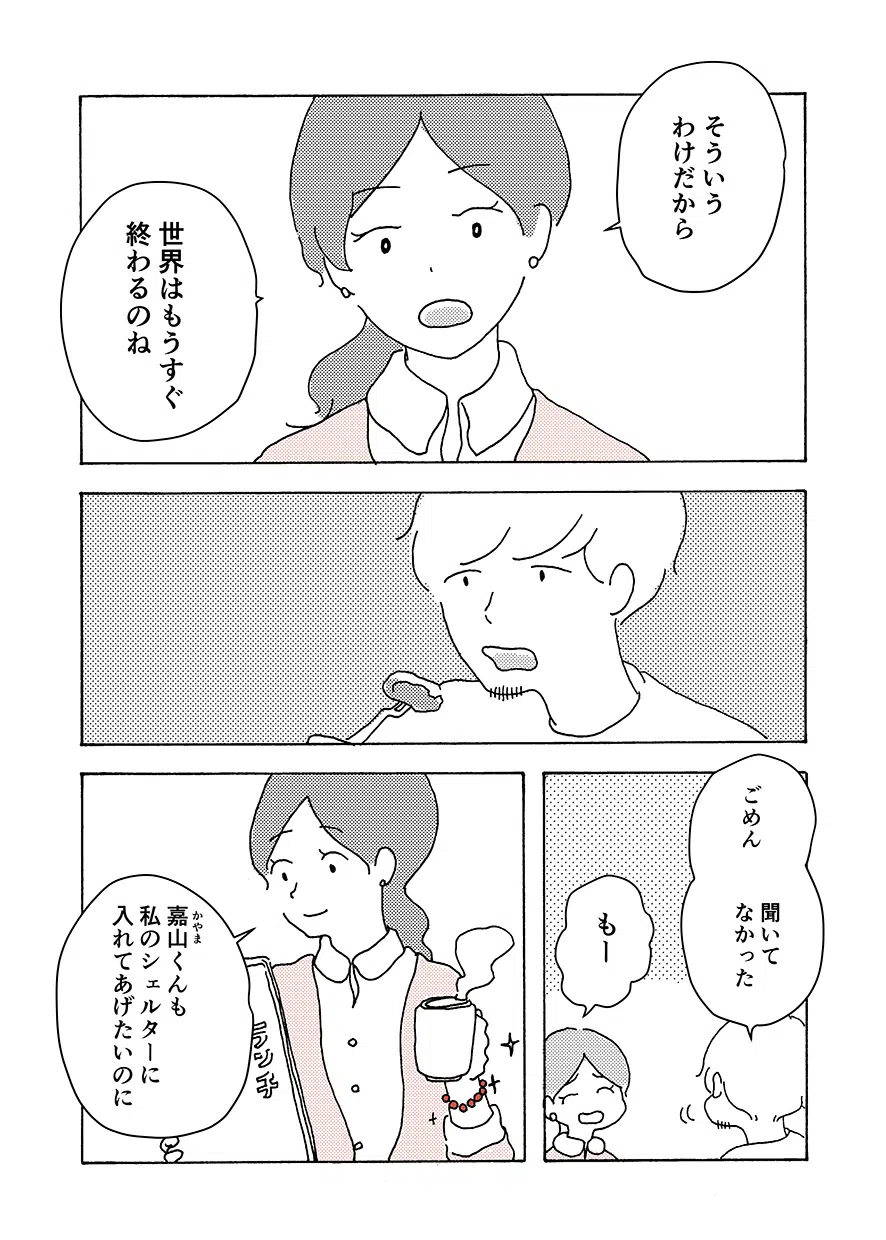 そういう
わけだから
世界はもうすぐ
終わるのね
ごめん
聞いて
なかった
もー
嘉山くんも
かやま
私のシェルターに
入れてあげたいのに
ランチ